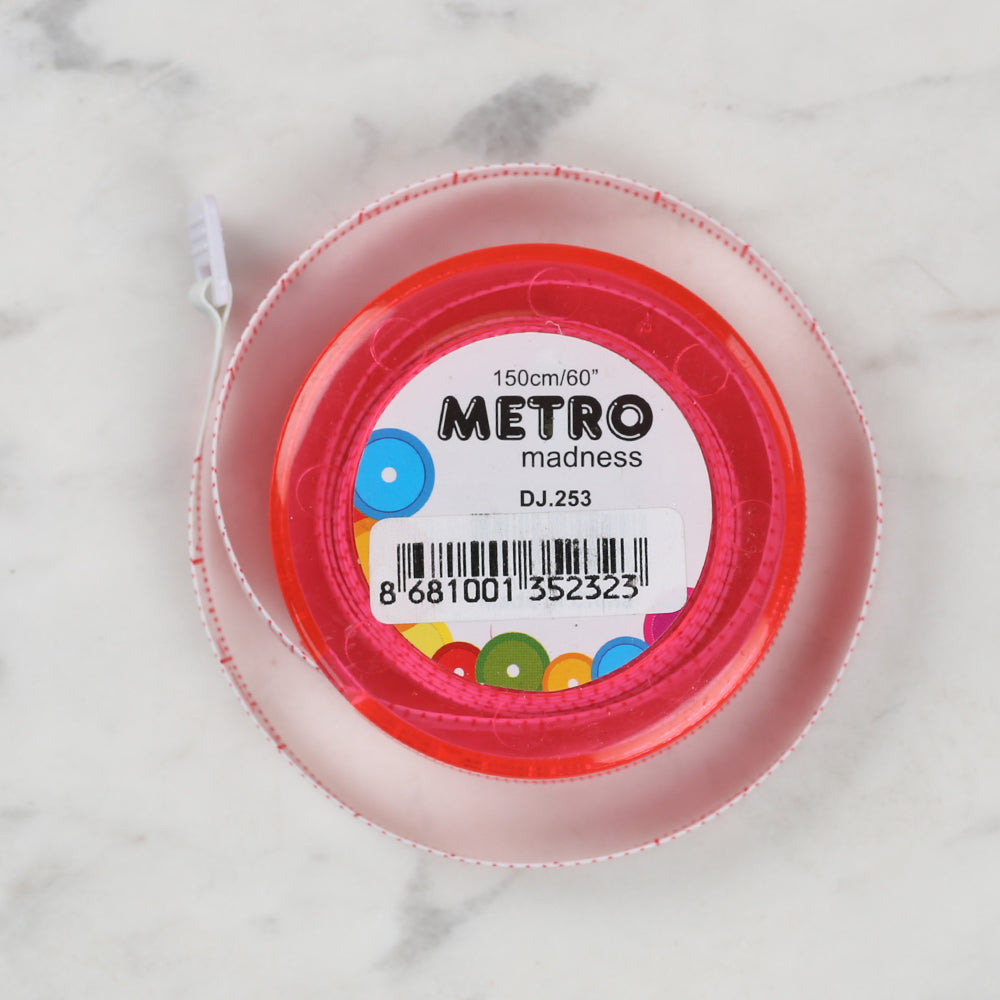 150cm/60”
METRO
madness
DJ.253
8 681001 352323